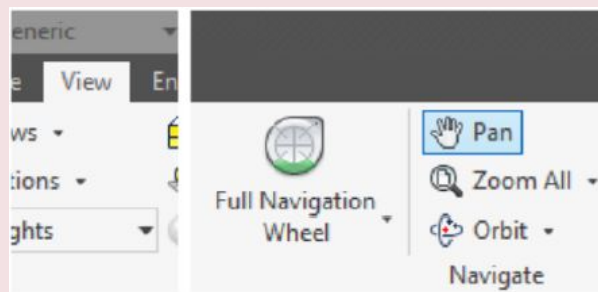 eneric
e View En
ws
tions
ghts
Full Navigation
Wheel
Pan
Zoom All
Orbit
Navigate